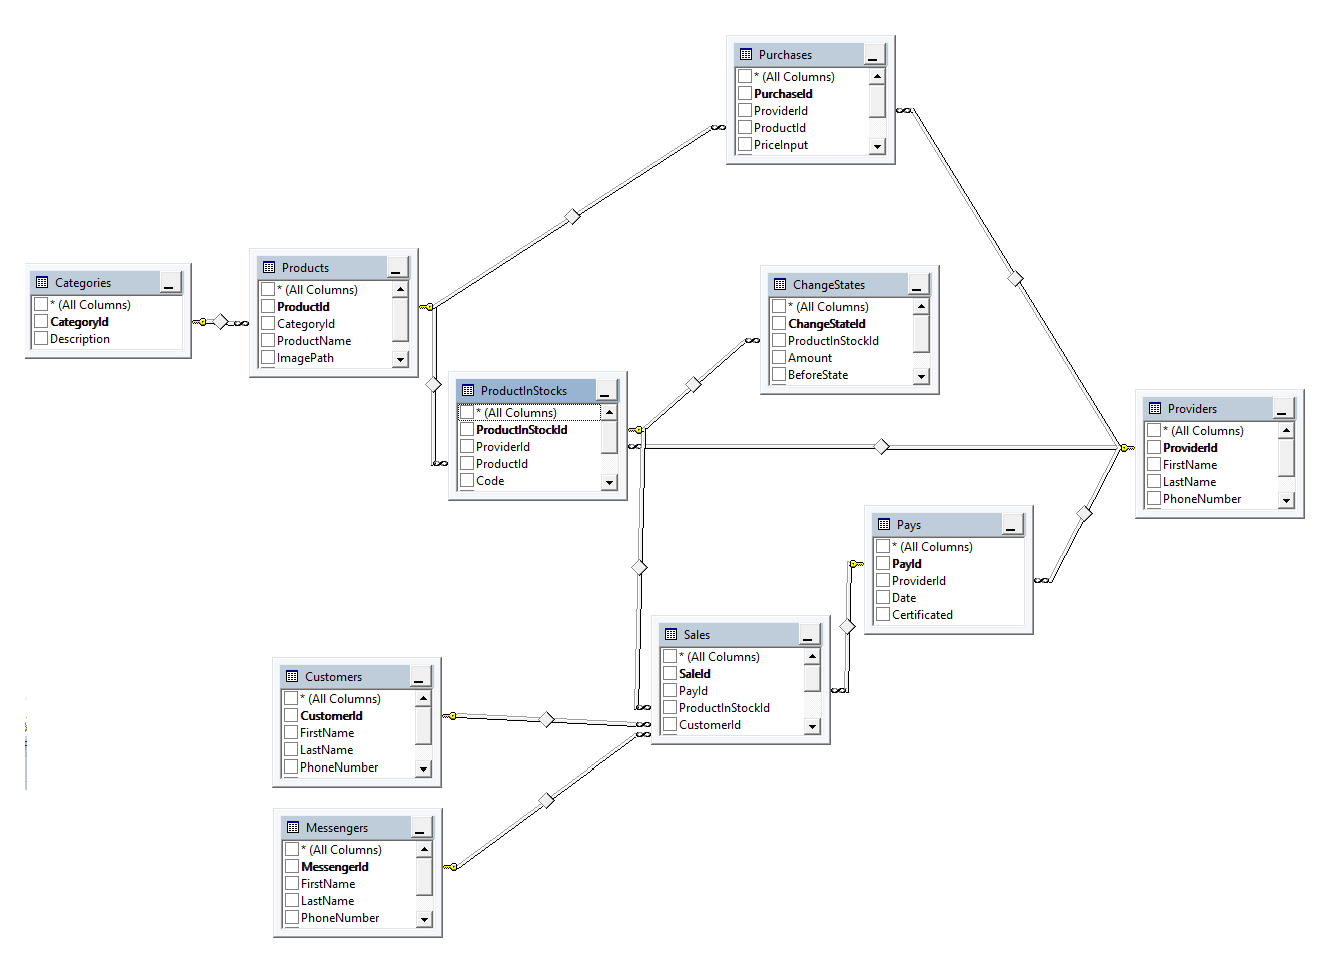 Purchases
* (All Columns)
PurchaseId
ProviderId
ProductId
PriceInput
Categories
* (All Columns)
CategoryId
Description
Products
* (All Columns)
ProductId
CategoryId
ProductName
ImagePath
ChangeStates
* (All Columns)
ChangeStateId
ProductInStockId
Amount
BeforeState
ProductInStocks
* (All Columns)
ProductInStockId
ProviderId
ProductId
Code
Providers
* (All Columns)
ProviderId
FirstName
LastName
PhoneNumber
Pays
* (All Columns)
PayId
ProviderId
Date
Certificated
Sales
* (All Columns)
SaleId
PayId
ProductInStockId
CustomerId
Customers
* (All Columns)
CustomerId
FirstName
LastName
PhoneNumber
Messengers
* (All Columns)
MessengerId
FirstName
LastName
PhoneNumber